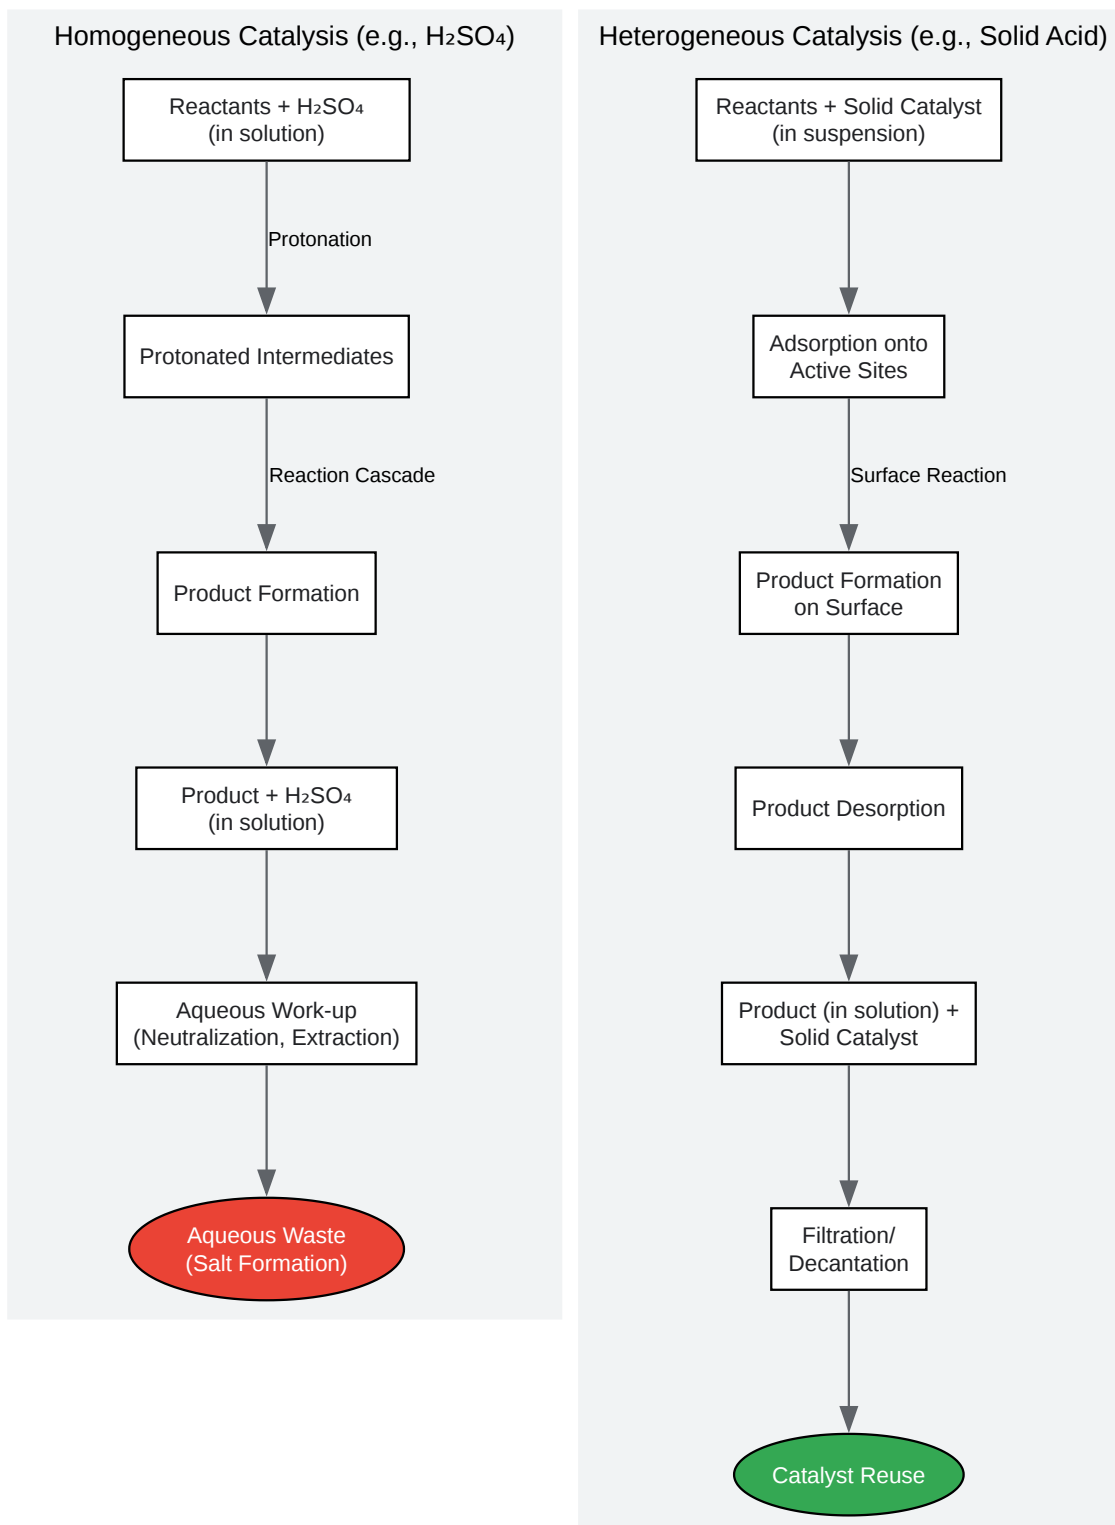 Homogeneous Catalysis (e.g., H₂SO₄)
Reactants + H₂SO₄
(in solution)
Protonation
Protonated Intermediates
Reaction Cascade
Product Formation
Product + H₂SO₄
(in solution)
Aqueous Work-up
(Neutralization, Extraction)
Aqueous Waste
(Salt Formation)
Heterogeneous Catalysis (e.g., Solid Acid)
Reactants + Solid Catalyst
(in suspension)
Adsorption onto
Active Sites
Surface Reaction
Product Formation
on Surface
Product Desorption
Product (in solution) +
Solid Catalyst
Filtration/
Decantation
Catalyst Reuse